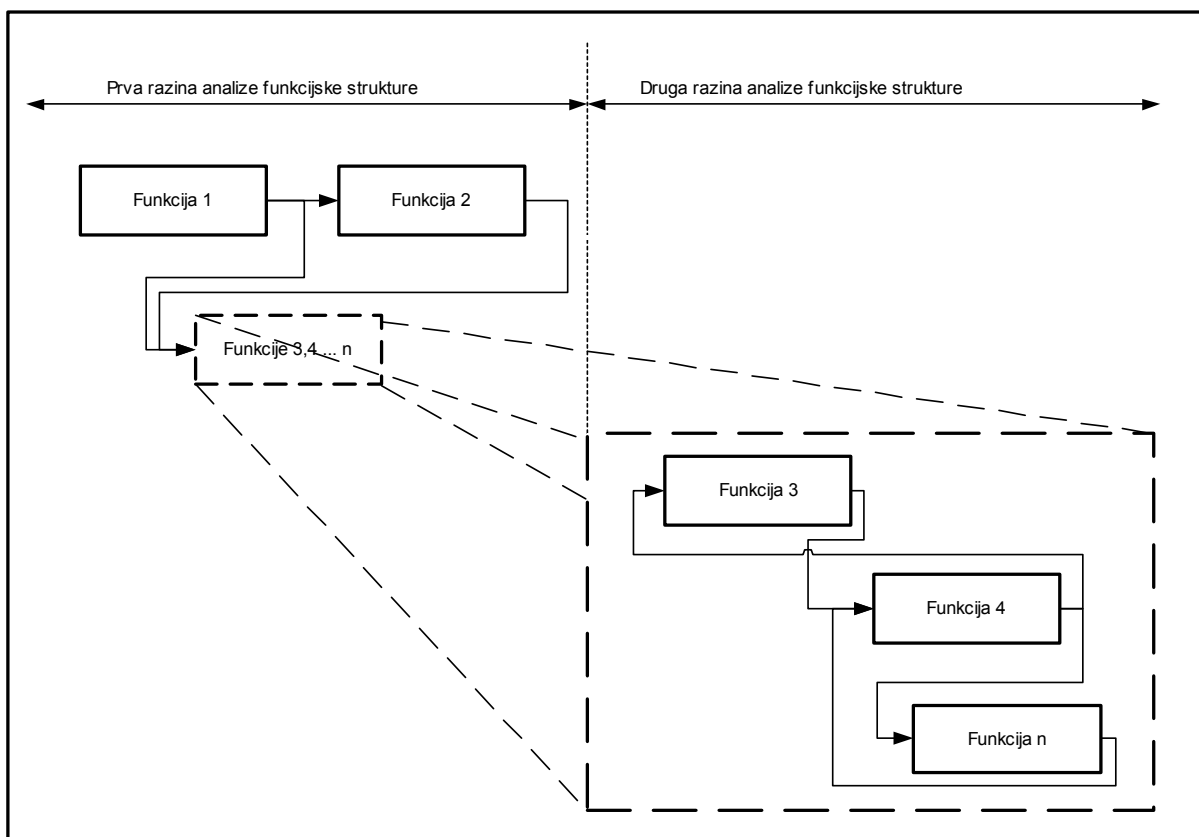 Prva razina analize funkcijske strukture
Druga razina analize funkcijske strukture
Funkcija 1
Funkcija 2
Funkcije 3,4 ... n
Funkcija 3
Funkcija 4
Funkcija n